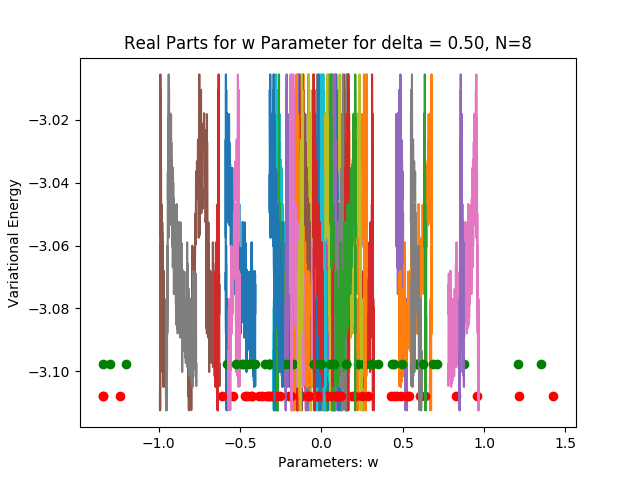 Real Parts for w Parameter for delta = 0.50, N=8
Variational Energy
−3.02
−3.04
−3.06
−3.08
−3.10
−1.0 −0.5 0.0 0.5 1.0 1.5
Parameters: w